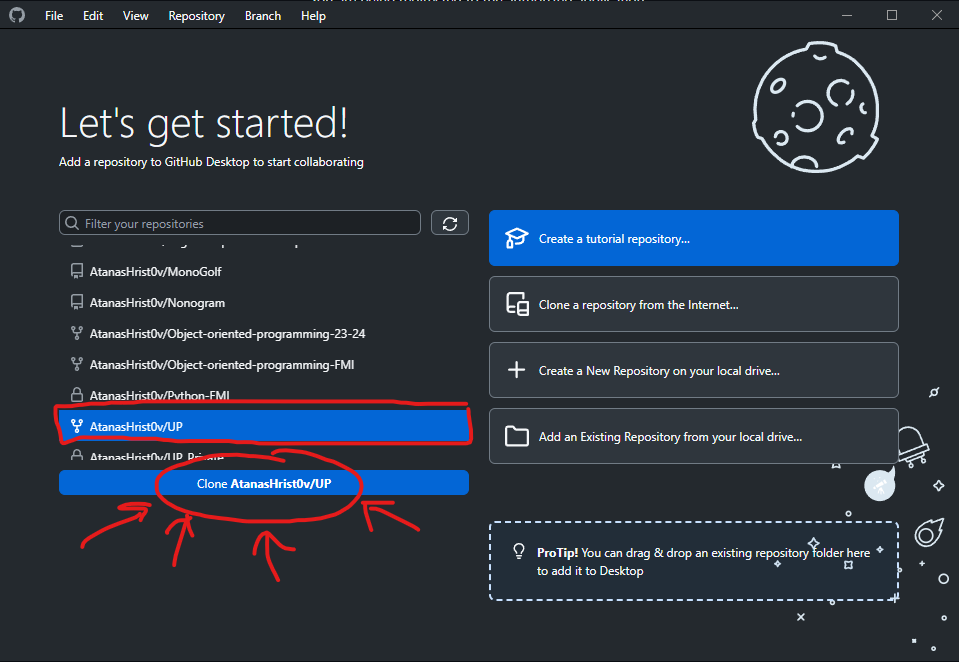 File Edit View Repository Branch Help
Let's get started!
Add a repository to GitHub Desktop to start collaborating
Filter your repositories
AtanasHrist0v/MonoGolf
AtanasHrist0v/Nonogram
AtanasHrist0v/Object-oriented-programming-23-24
AtanasHrist0v/Object-oriented-programming-FMI
AtanasHrist0v/Python-FMI
AtanasHrist0v/UP
AtanasHrist0v/UP_Private
Clone AtanasHrist0v/UP
Create a tutorial repository...
Clone a repository from the Internet...
Create a New Repository on your local drive...
Add an Existing Repository from your local drive...
ProTip! You can drag & drop an existing repository folder here
to add it to Desktop